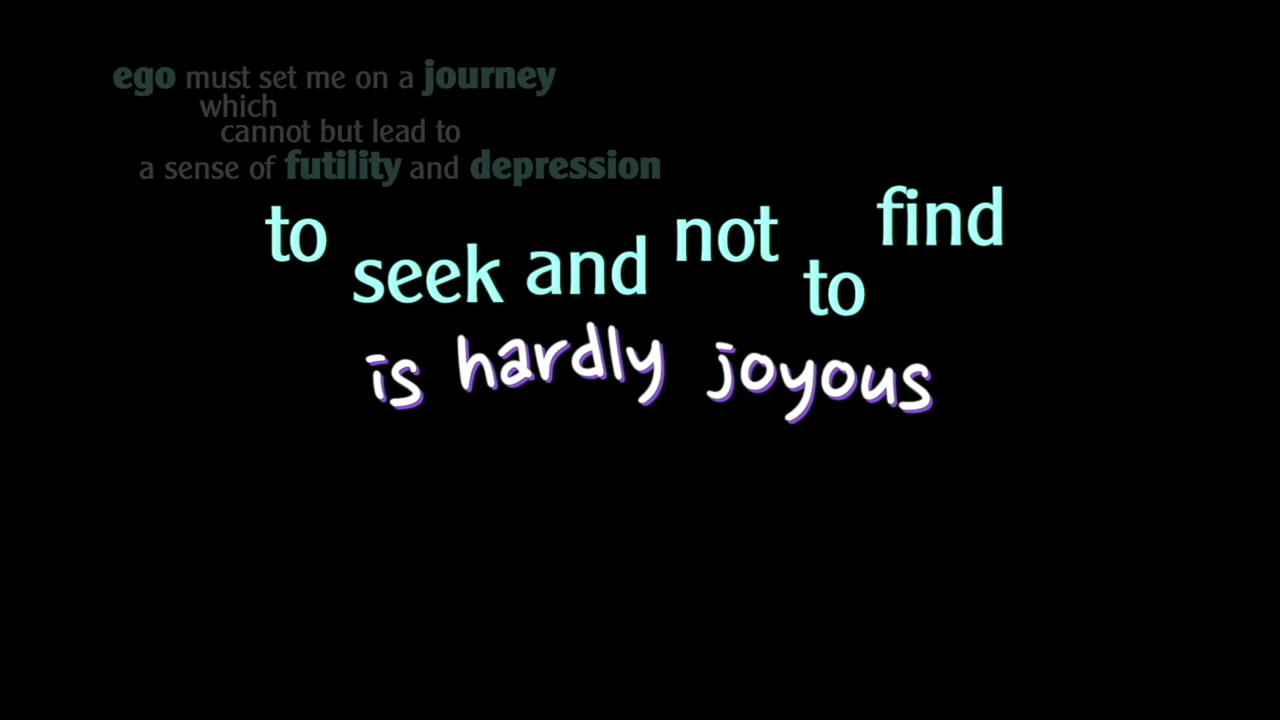 ego must set me on a journey
which
cannot but lead to
a sense of futility and depression
to seek and not to find
is hardly joyous